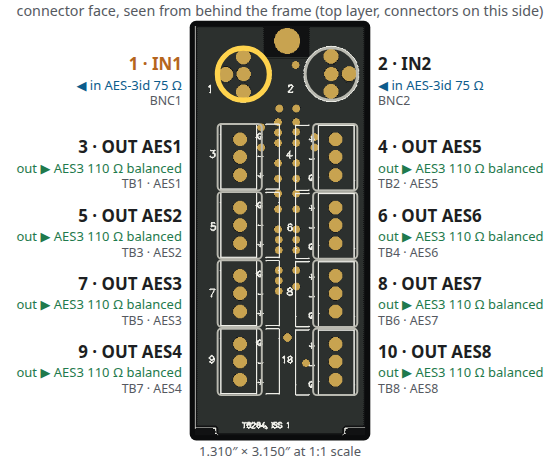 connector face, seen from behind the frame (top layer, connectors on this side)
1 · IN1
◀ in AES-3id 75 Ω
BNC1
2 · IN2
◀ in AES-3id 75 Ω
BNC2
1
2
3 · OUT AES1
out ▶ AES3 110 Ω balanced
TB1 · AES1
4 · OUT AES5
out ▶ AES3 110 Ω balanced
TB2 · AES5
3
4
5 · OUT AES2
out ▶ AES3 110 Ω balanced
TB3 · AES2
6 · OUT AES6
out ▶ AES3 110 Ω balanced
TB4 · AES6
5
6
7 · OUT AES3
out ▶ AES3 110 Ω balanced
TB5 · AES3
8 · OUT AES7
out ▶ AES3 110 Ω balanced
TB6 · AES7
7
8
9 · OUT AES4
out ▶ AES3 110 Ω balanced
TB7 · AES4
10 · OUT AES8
out ▶ AES3 110 Ω balanced
TB8 · AES8
9
10
ISS 1
1.310″ × 3.150″ at 1:1 scale